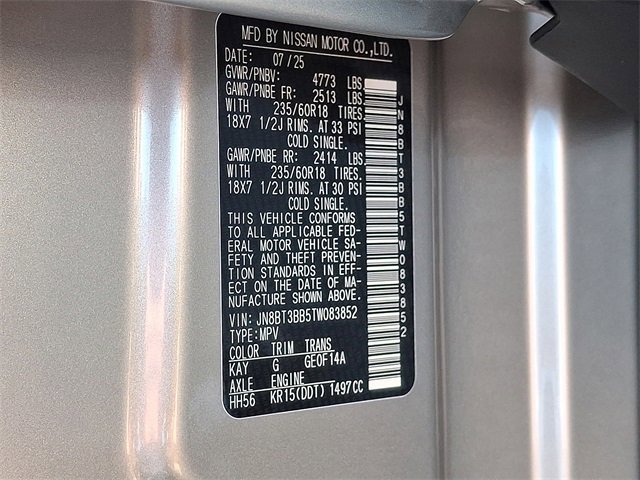 MFD BY NISSAN MOTOR CO.,LTD.
DATE: 07/25
GVWR/PNBV: 4773 LBS.
GAWR/PNBE FR: 2513 LBS.
WITH 235/60R18 TIRES.
18X7 1/2J RIMS. AT 33 PSI
COLD SINGLE.
GAWR/PNBE RR: 2414 LBS.
WITH 235/60R18 TIRES.
18X7 1/2J RIMS. AT 30 PSI
COLD SINGLE.
THIS VEHICLE CONFORMS
TO ALL APPLICABLE FED-
ERAL MOTOR VEHICLE SA-
FETY AND THEFT PREVEN-
TION STANDARDS IN EFF-
ECT ON THE DATE OF MA-
NUFACTURE SHOWN ABOVE.
VIN: JN8BT3BB5TW083852
TYPE: MPV
COLOR TRIM TRANS
KAY G GEOF14A
AXLE ENGINE
HH56 KR15(DDT) 1497CC
JN8BT3BB5TW083852